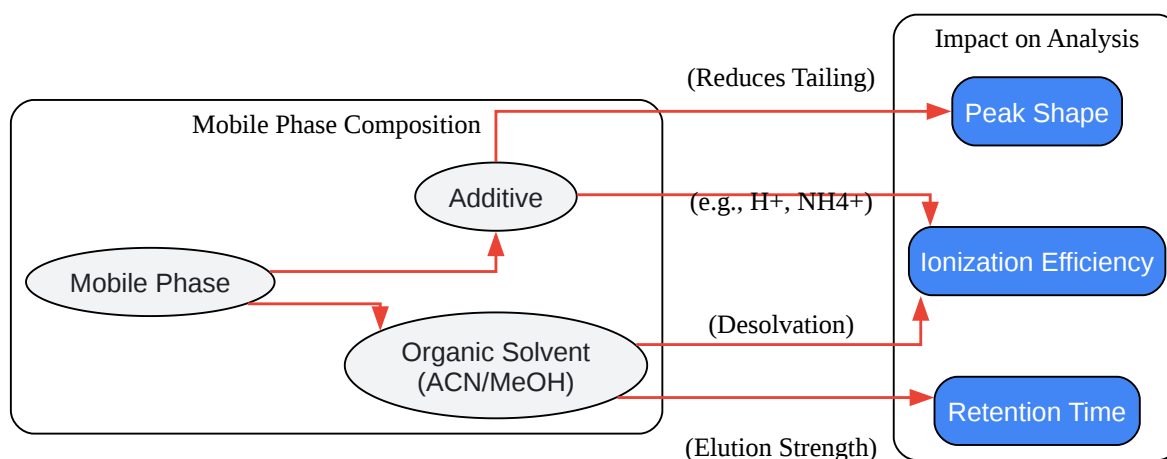 Impact on Analysis
(Reduces Tailing)
Peak Shape
Mobile Phase Composition
Additive
(e.g., H+, NH4+)
Ionization Efficiency
Mobile Phase
(Desolvation)
Organic Solvent
(ACN/MeOH)
Retention Time
(Elution Strength)